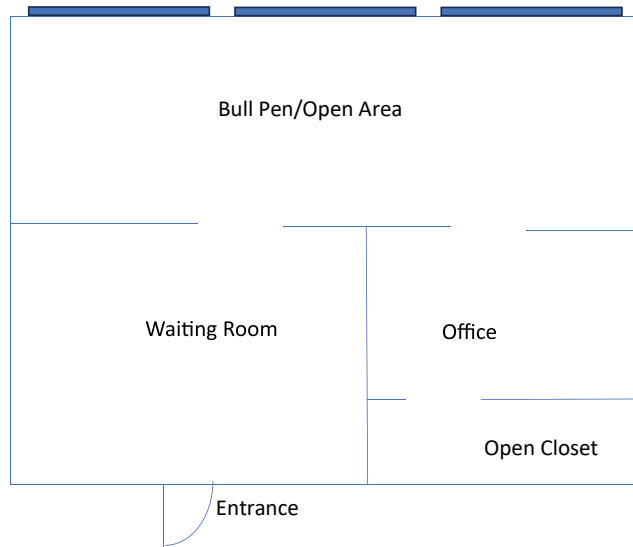 Bull Pen/Open Area
Waiting Room
Office
Open Closet
Entrance